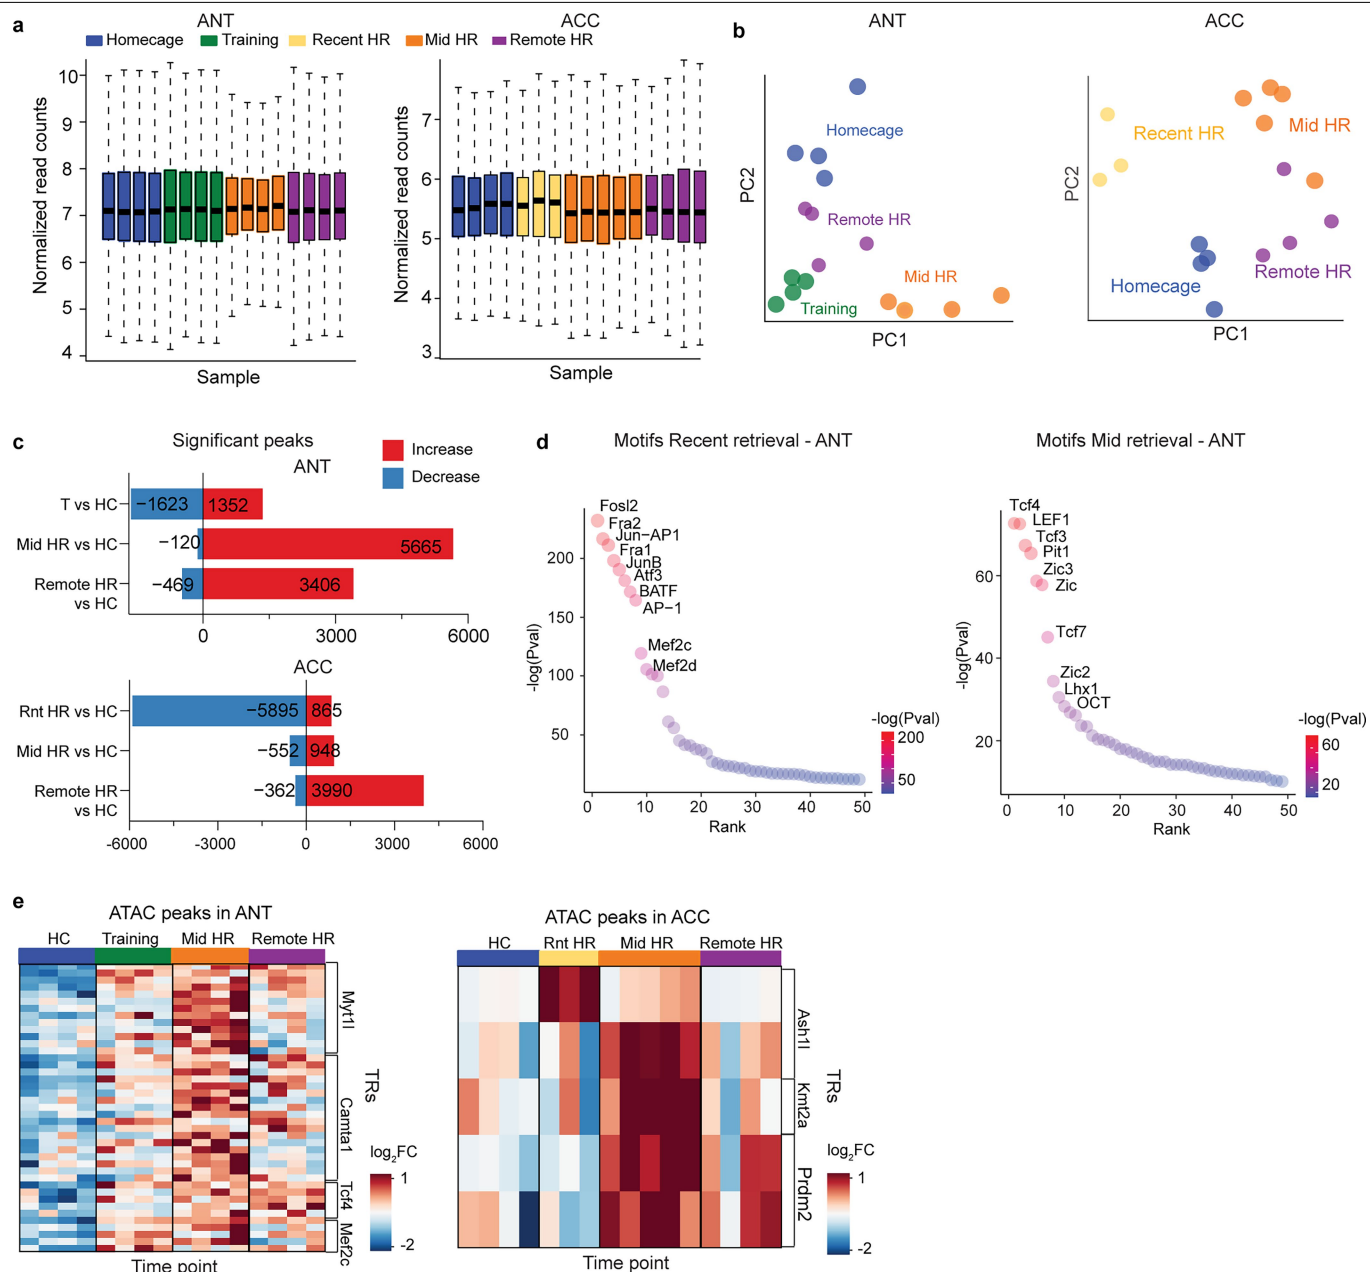 a
ANT
ACC
Homecage Training Recent HR Mid HR Remote HR
Normalized read counts
10
9
8
7
6
5
4
Sample
Normalized read counts
7
6
5
4
3
Sample
b
ANT
ACC
PC2
Homecage
Remote HR
Mid HR
Training
PC1
PC2
Recent HR
Mid HR
Homecage
Remote HR
PC1
c
Significant peaks
Increase
Decrease
ANT
T vs HC −1623 1352
Mid HR vs HC −120 5665
Remote HR −469 3406
vs HC
0 3000 6000
ACC
Rnt HR vs HC −5895 865
Mid HR vs HC −552 948
Remote HR −362 3990
vs HC
-6000 -3000 0 3000 6000
d
Motifs Recent retrieval - ANT
-log(Pval)
200
150
100
50
Fosl2
Fra2
Jun−AP1
Fra1
JunB
Atf3
BATF
AP−1
Mef2c
Mef2d
-log(Pval)
200
50
0 10 20 30 40 50
Rank
Motifs Mid retrieval - ANT
-log(Pval)
60
40
20
Tcf4
LEF1
Tcf3
Pit1
Zic3
Zic
Tcf7
Zic2
Lhx1
OCT
-log(Pval)
60
20
0 10 20 30 40 50
Rank
e
ATAC peaks in ANT
HC Training Mid HR Remote HR
Myt1l
Camta1
Tcf4
Mef2c
TRs
log2FC
1
-2
Time point
ATAC peaks in ACC
HC Rnt HR Mid HR Remote HR
Ash1l
Kmt2a
Prdm2
TRs
log2FC
1
-2
Time point